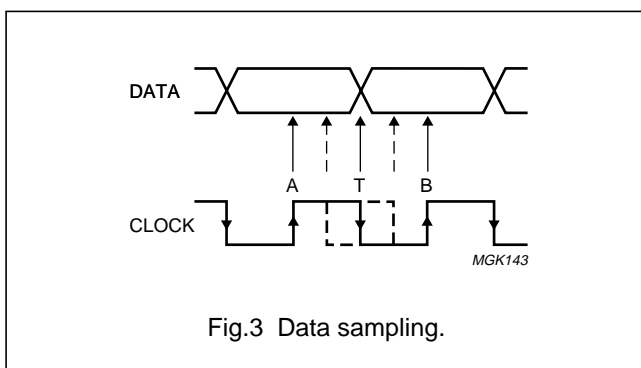 DATA
A T B
CLOCK
MGK143
Fig.3 Data sampling.